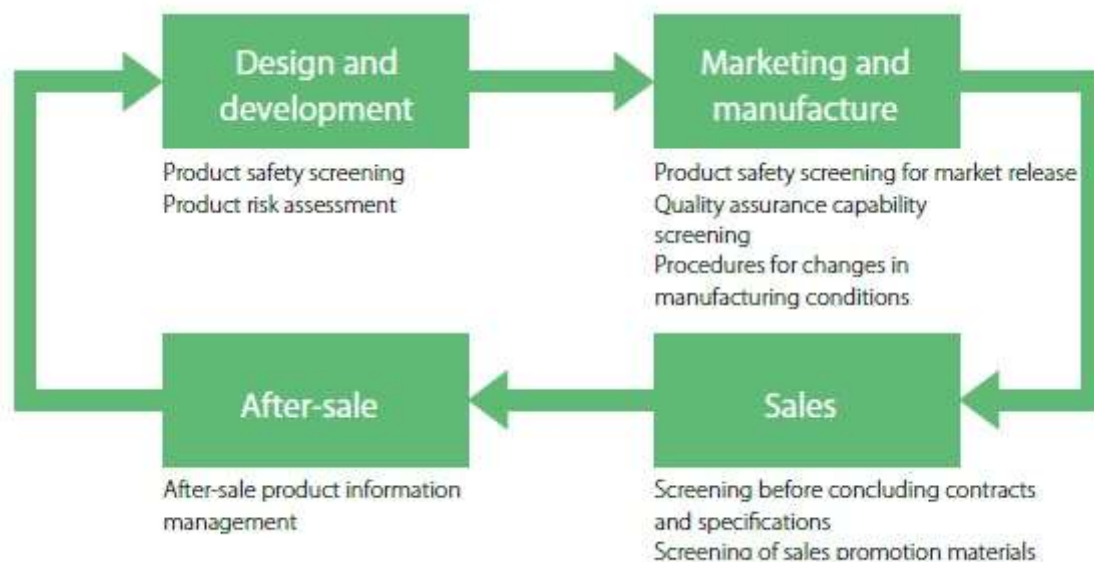 Design and
development
Product safety screening
Product risk assessment
Marketing and
manufacture
Product safety screening for market release
Quality assurance capability
screening
Procedures for changes in
manufacturing conditions
Sales
Screening before concluding contracts
and specifications
Screening of sales promotion materials
After-sale
After-sale product information
management